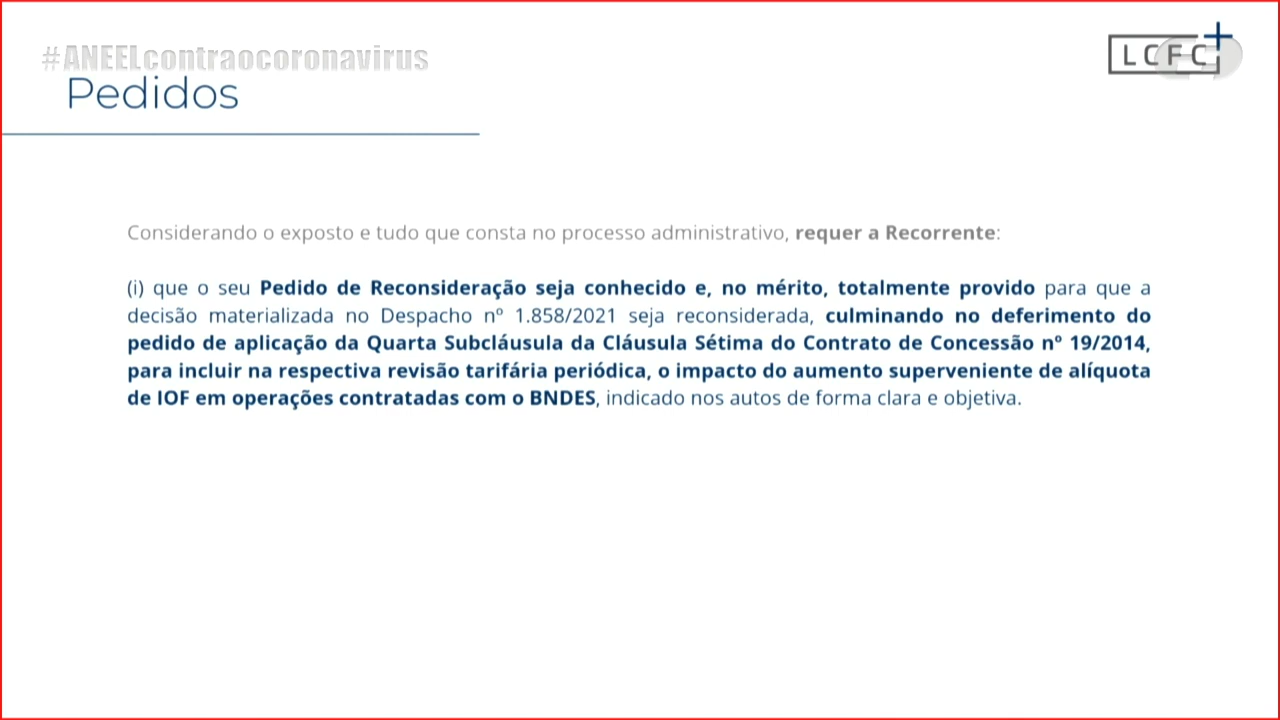 #ANEELcontraocoronavirus
LCFC
Pedidos
Considerando o exposto e tudo que consta no processo administrativo, requer a Recorrente:
(i) que o seu Pedido de Reconsideração seja conhecido e, no mérito, totalmente provido para que a
decisão materializada no Despacho nº 1.858/2021 seja reconsiderada, culminando no deferimento do
pedido de aplicação da Quarta Subcláusula da Cláusula Sétima do Contrato de Concessão nº 19/2014,
para incluir na respectiva revisão tarifária periódica, o impacto do aumento superveniente de alíquota
de IOF em operações contratadas com o BNDES, indicado nos autos de forma clara e objetiva.